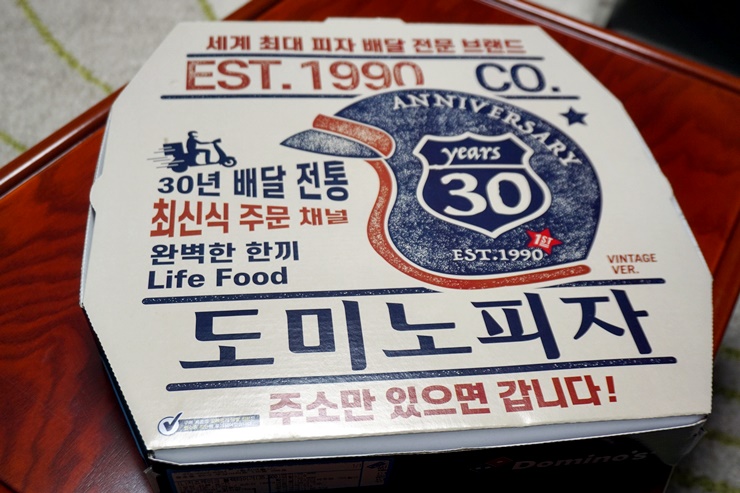 세계 최대 피자 배달 전문 브랜드
EST.1990 CO.
ANNIVERSARY
years
30
EST.1990
30년 배달 전통
최신식 주문 채널
완벽한 한끼
Life Food
VINTAGE
VER.
도미노피자
주소만 있으면 갑니다!
Domino's